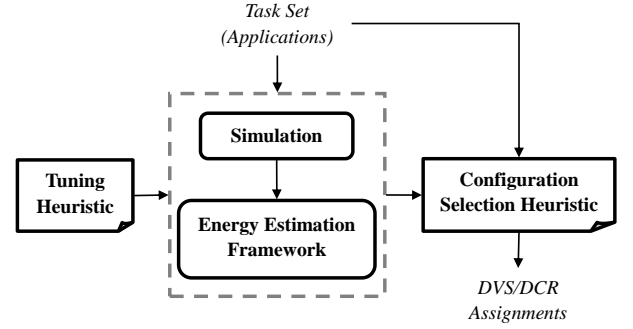 Task Set
(Applications)
Simulation
Tuning
Heuristic
Energy Estimation
Framework
Configuration
Selection Heuristic
DVS/DCR
Assignments